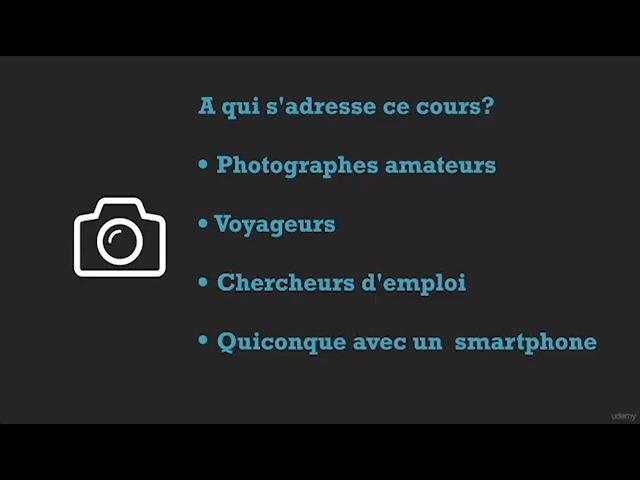 A qui s'adresse ce cours?
• Photographes amateurs
• Voyageurs
• Chercheurs d'emploi
• Quiconque avec un smartphone
udemy